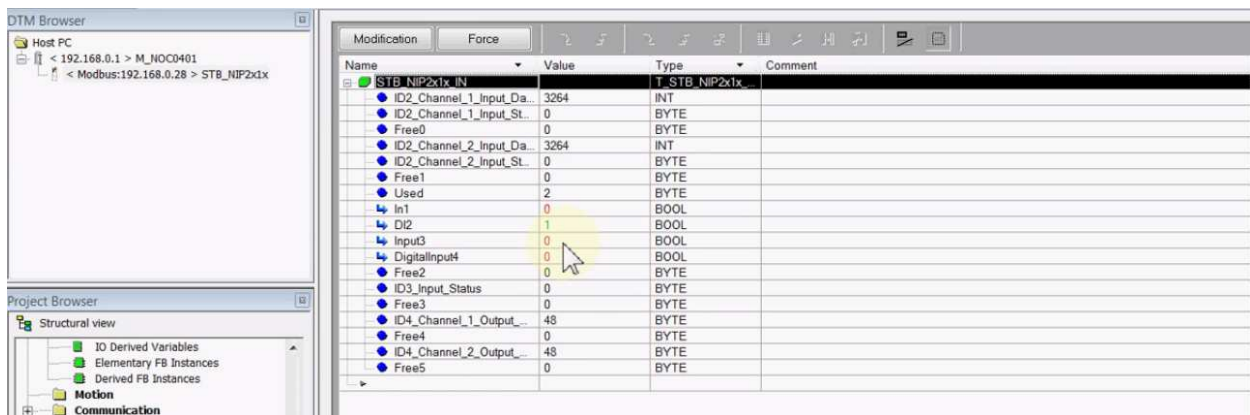 DTM Browser
Host PC
< 192.168.0.1 > M_NOC0401
< Modbus:192.168.0.28 > STB_NIP2x1x
Project Browser
Structural view
IO Derived Variables
Elementary FB Instances
Derived FB Instances
Motion
Communication
Modification Force
Name Value Type Comment
STB_NIP2x1x_IN T_STB_NIP2x1x_...
ID2_Channel_1_Input_Da... 3264 INT
ID2_Channel_1_Input_St... 0 BYTE
Free0 0 BYTE
ID2_Channel_2_Input_Da... 3264 INT
ID2_Channel_2_Input_St... 0 BYTE
Free1 0 BYTE
Used 2 BYTE
In1 0 BOOL
DI2 1 BOOL
Input3 0 BOOL
DigitalInput4 0 BOOL
Free2 0 BYTE
ID3_Input_Status 0 BYTE
Free3 0 BYTE
ID4_Channel_1_Output_... 48 BYTE
Free4 0 BYTE
ID4_Channel_2_Output_... 48 BYTE
Free5 0 BYTE